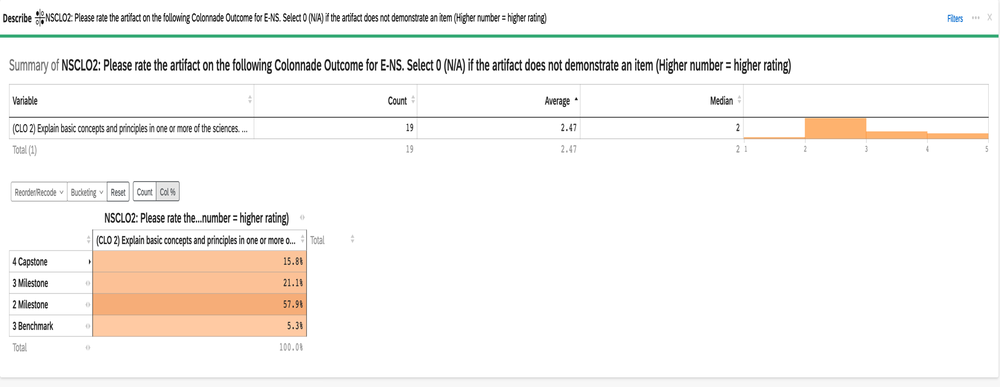 Describe NSCLO2: Please rate the artifact on the following Colonnade Outcome for E-NS. Select 0 (N/A) if the artifact does not demonstrate an item (Higher number = higher rating) Filters ••• X
Summary of NSCLO2: Please rate the artifact on the following Colonnade Outcome for E-NS. Select 0 (N/A) if the artifact does not demonstrate an item (Higher number = higher rating)
Variable Count Average Median
(CLO 2) Explain basic concepts and principles in one or more of the sciences. ... 19 2.47 2
Total (1) 19 2.47 2 1 2 3 4 5
Reorder/Recode Bucketing Reset Count Col %
NSCLO2: Please rate the...number = higher rating)
(CLO 2) Explain basic concepts and principles in one or more o... Total
4 Capstone 15.8%
3 Milestone 21.1%
2 Milestone 57.9%
3 Benchmark 5.3%
Total 100.0%